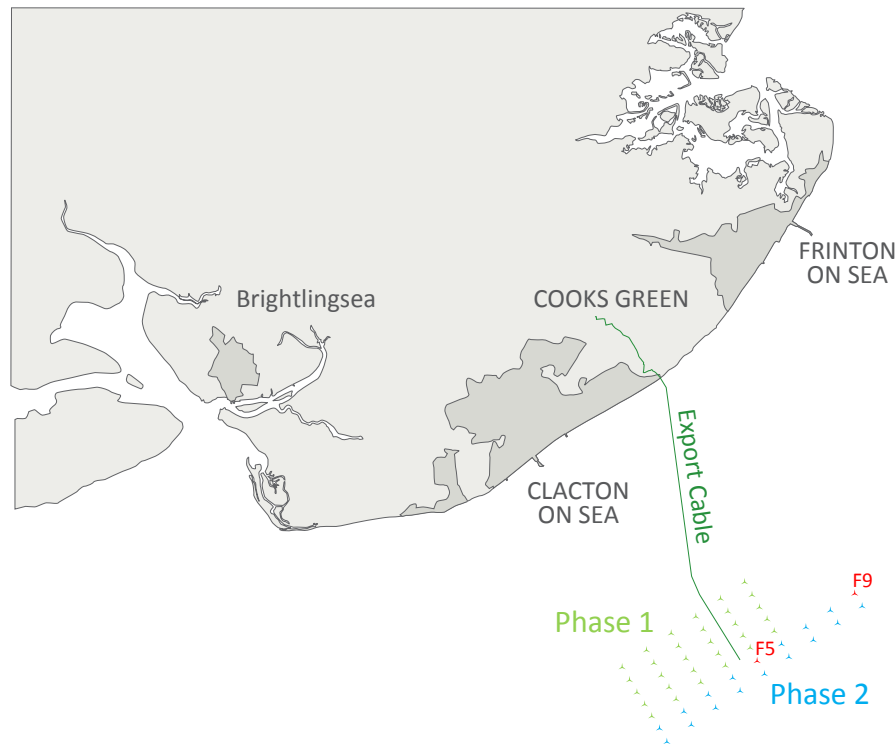 FRINTON
ON SEA
Brightlingsea
COOKS GREEN
Export Cable
CLACTON
ON SEA
F9
Phase 1
F5
Phase 2